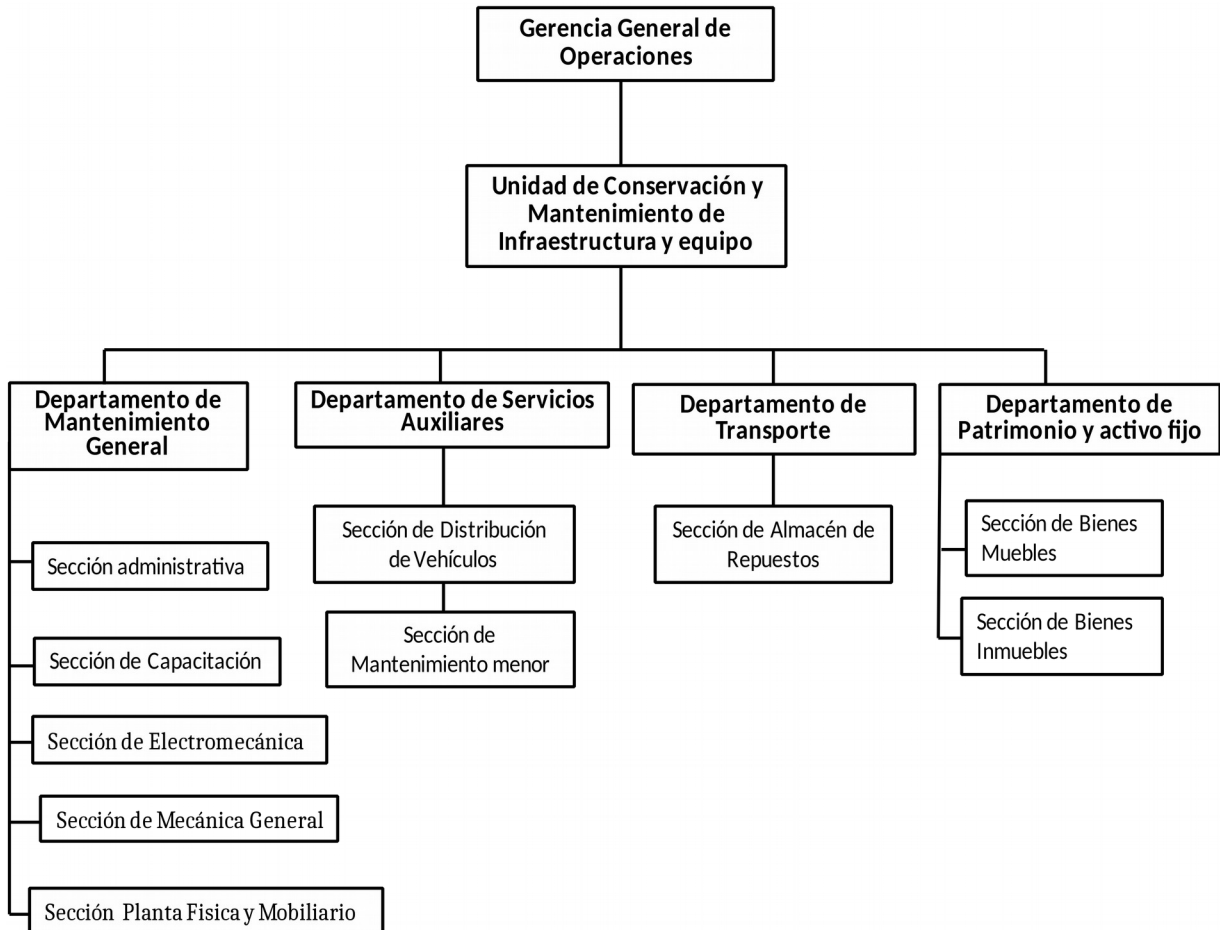 Gerencia General de
Operaciones
Unidad de Conservación y
Mantenimiento de
Infraestructura y equipo
Departamento de
Mantenimiento
General
Departamento de Servicios
Auxiliares
Departamento de
Transporte
Departamento de
Patrimonio y activo fijo
Sección administrativa
Sección de Capacitación
Sección de Electromecánica
Sección de Mecánica General
Sección Planta Fisica y Mobiliario
Sección de Distribución
de Vehículos
Sección de
Mantenimiento menor
Sección de Almacén de
Repuestos
Sección de Bienes
Muebles
Sección de Bienes
Inmuebles